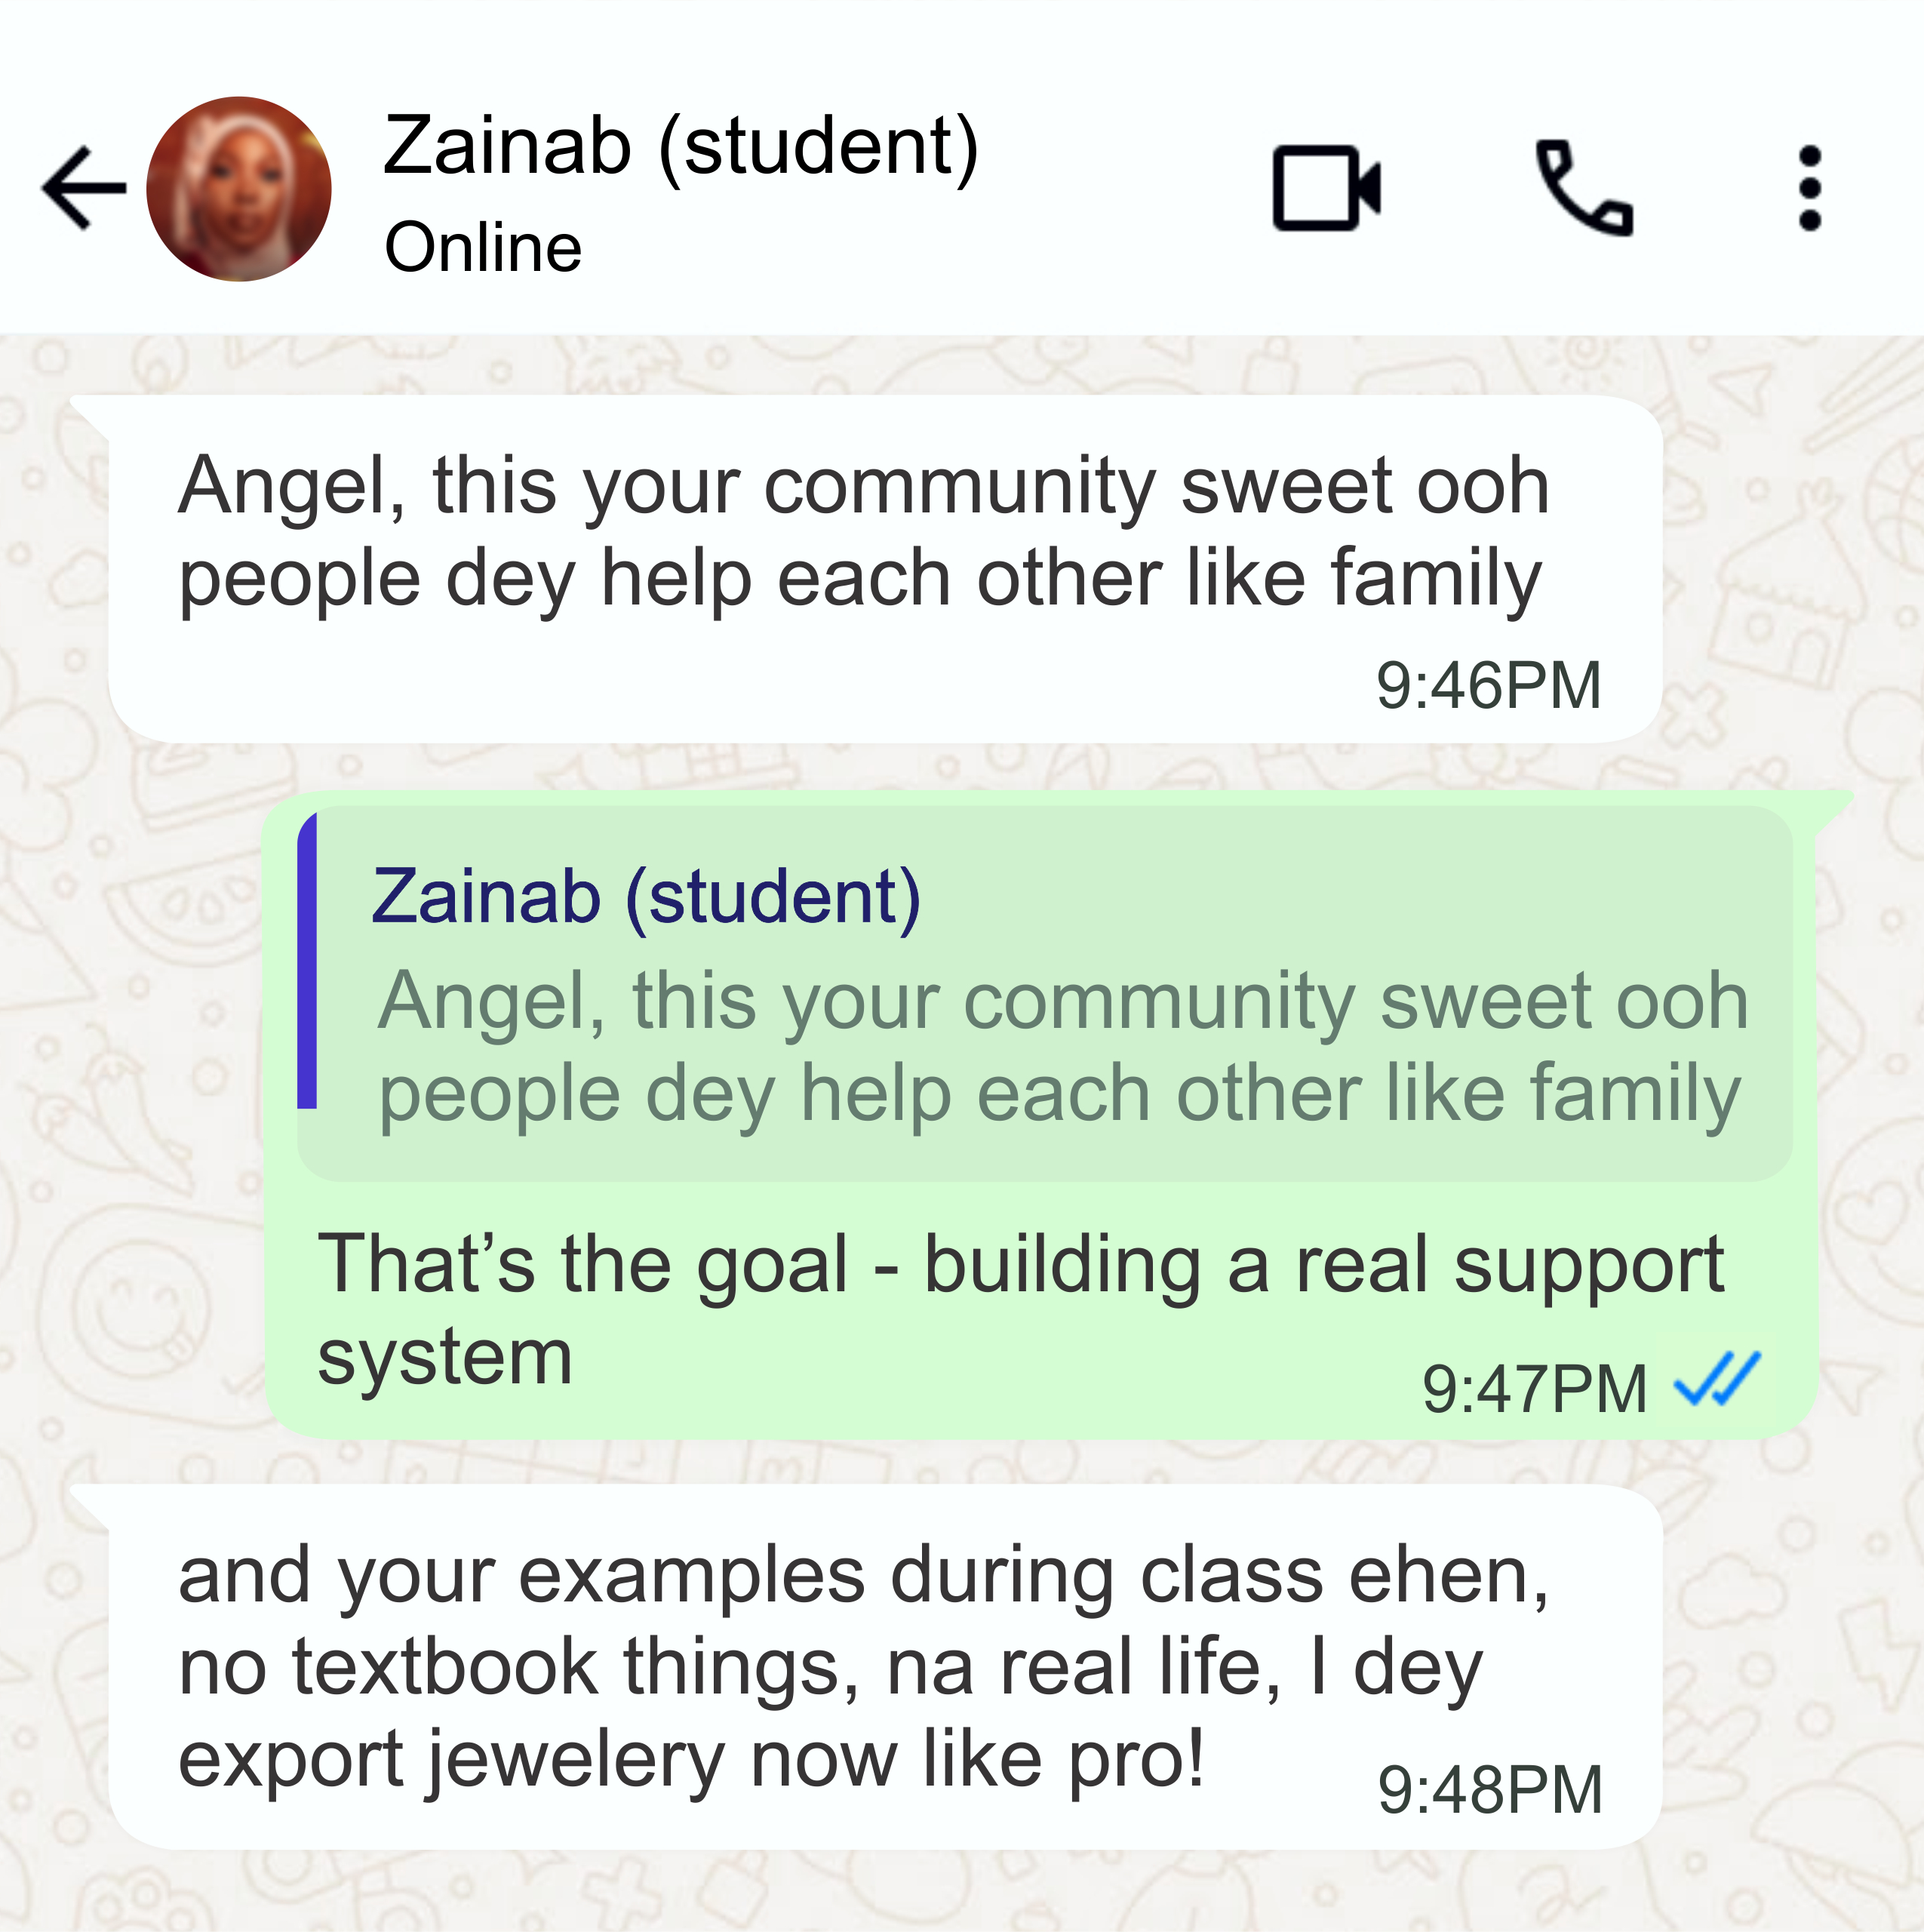 Zainab (student)
Online
Angel, this your community sweet ooh
people dey help each other like family
9:46PM
Zainab (student)
Angel, this your community sweet ooh
people dey help each other like family
That’s the goal - building a real support
system
9:47PM
and your examples during class ehen,
no textbook things, na real life, I dey
export jewelery now like pro!
9:48PM